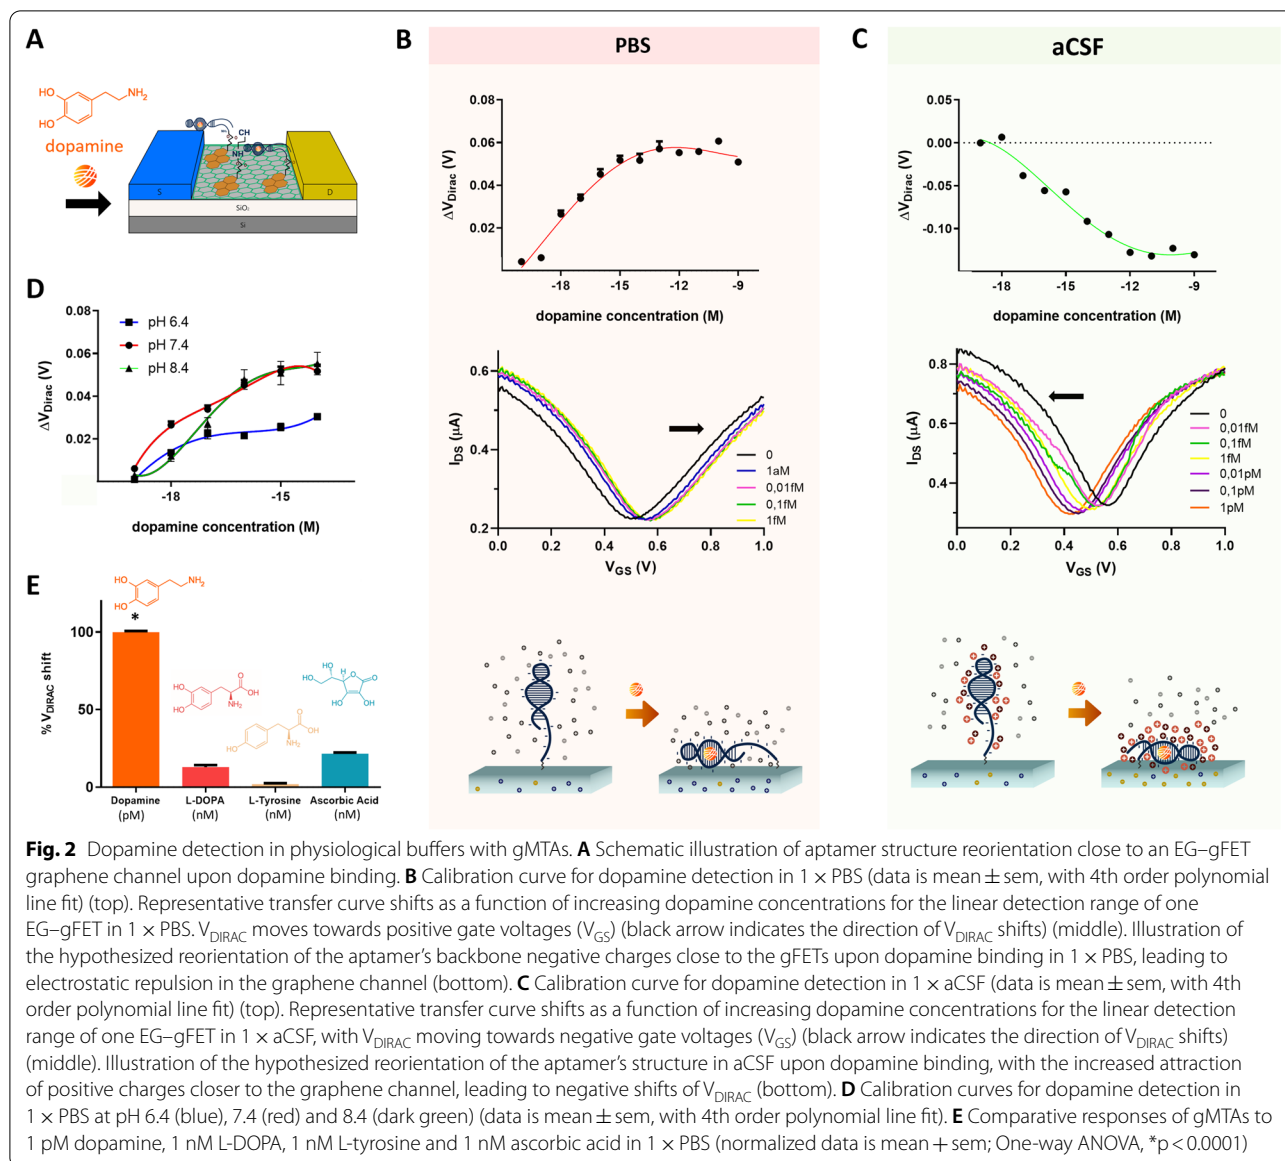 A
HO
NH₂
HO
dopamine
CH
NH
S
D
SiO₂
Si
B
PBS
0.08
0.06
0.04
0.02
ΔV_Dirac (V)
-18
-15
-12
-9
dopamine concentration (M)
0.6
0.4
0.2
I_DS (µA)
0
1aM
0,01fM
0,1fM
1fM
0.0
0.2
0.4
0.6
0.8
1.0
V_GS (V)
C
aCSF
0.05
0.00
-0.05
-0.10
ΔV_Dirac (V)
-18
-15
-12
-9
dopamine concentration (M)
0.8
0.6
0.4
I_DS (µA)
0
0,01fM
0,1fM
1fM
0,01pM
0,1pM
1pM
0.0
0.2
0.4
0.6
0.8
1.0
V_GS (V)
D
0.08
0.06
0.04
0.02
ΔV_Dirac (V)
pH 6.4
pH 7.4
pH 8.4
-18
-15
dopamine concentration (M)
E
HO
NH₂
HO
*
100
50
0
% V_DIRAC shift
HO
O
OH
HO
NH₂
O
OH
HO
NH₂
HO
H
HO
O
O
HO
OH
Dopamine
(pM)
L-DOPA
(nM)
L-Tyrosine
(nM)
Ascorbic Acid
(nM)
Fig. 2 Dopamine detection in physiological buffers with gMTAs. A Schematic illustration of aptamer structure reorientation close to an EG–gFET
graphene channel upon dopamine binding. B Calibration curve for dopamine detection in 1 × PBS (data is mean ± sem, with 4th order polynomial
line fit) (top). Representative transfer curve shifts as a function of increasing dopamine concentrations for the linear detection range of one
EG–gFET in 1 × PBS. V_DIRAC moves towards positive gate voltages (V_GS) (black arrow indicates the direction of V_DIRAC shifts) (middle). Illustration of
the hypothesized reorientation of the aptamer's backbone negative charges close to the gFETs upon dopamine binding in 1 × PBS, leading to
electrostatic repulsion in the graphene channel (bottom). C Calibration curve for dopamine detection in 1 × aCSF (data is mean ± sem, with 4th
order polynomial line fit) (top). Representative transfer curve shifts as a function of increasing dopamine concentrations for the linear detection
range of one EG–gFET in 1 × aCSF, with V_DIRAC moving towards negative gate voltages (V_GS) (black arrow indicates the direction of V_DIRAC shifts)
(middle). Illustration of the hypothesized reorientation of the aptamer's structure in aCSF upon dopamine binding, with the increased attraction
of positive charges closer to the graphene channel, leading to negative shifts of V_DIRAC (bottom). D Calibration curves for dopamine detection in
1 × PBS at pH 6.4 (blue), 7.4 (red) and 8.4 (dark green) (data is mean ± sem, with 4th order polynomial line fit). E Comparative responses of gMTAs to
1 pM dopamine, 1 nM L-DOPA, 1 nM L-tyrosine and 1 nM ascorbic acid in 1 × PBS (normalized data is mean + sem; One-way ANOVA, *p < 0.0001)